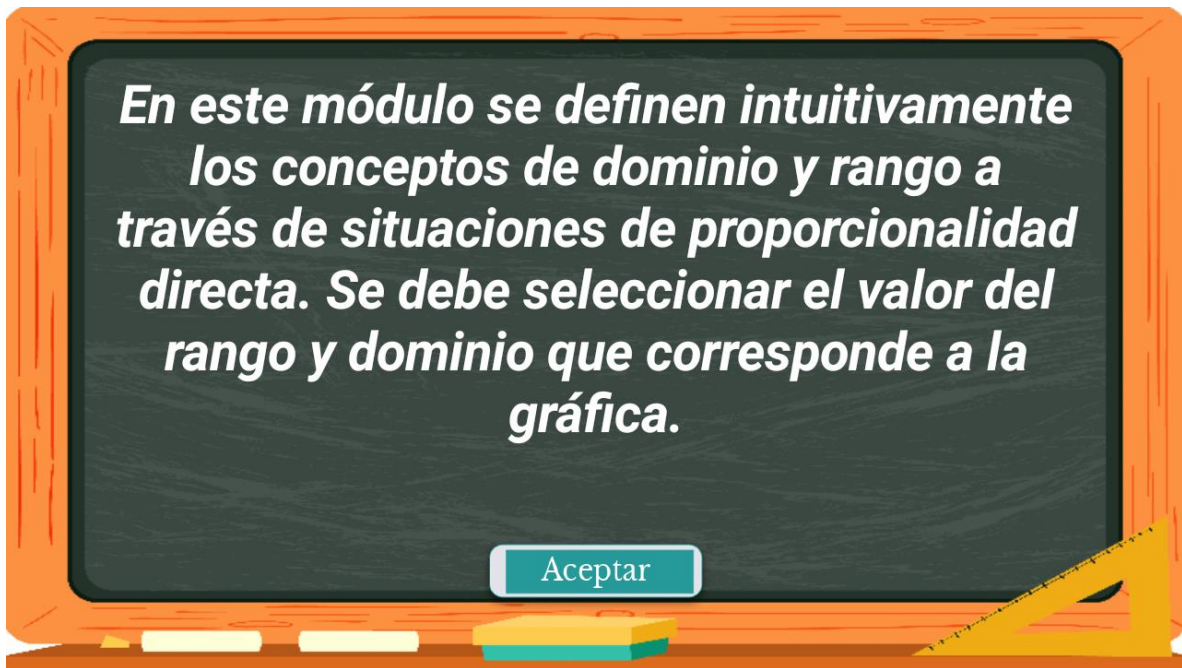 En este módulo se definen intuitivamente
los conceptos de dominio y rango a
través de situaciones de proporcionalidad
directa. Se debe seleccionar el valor del
rango y dominio que corresponde a la
gráfica.
Aceptar